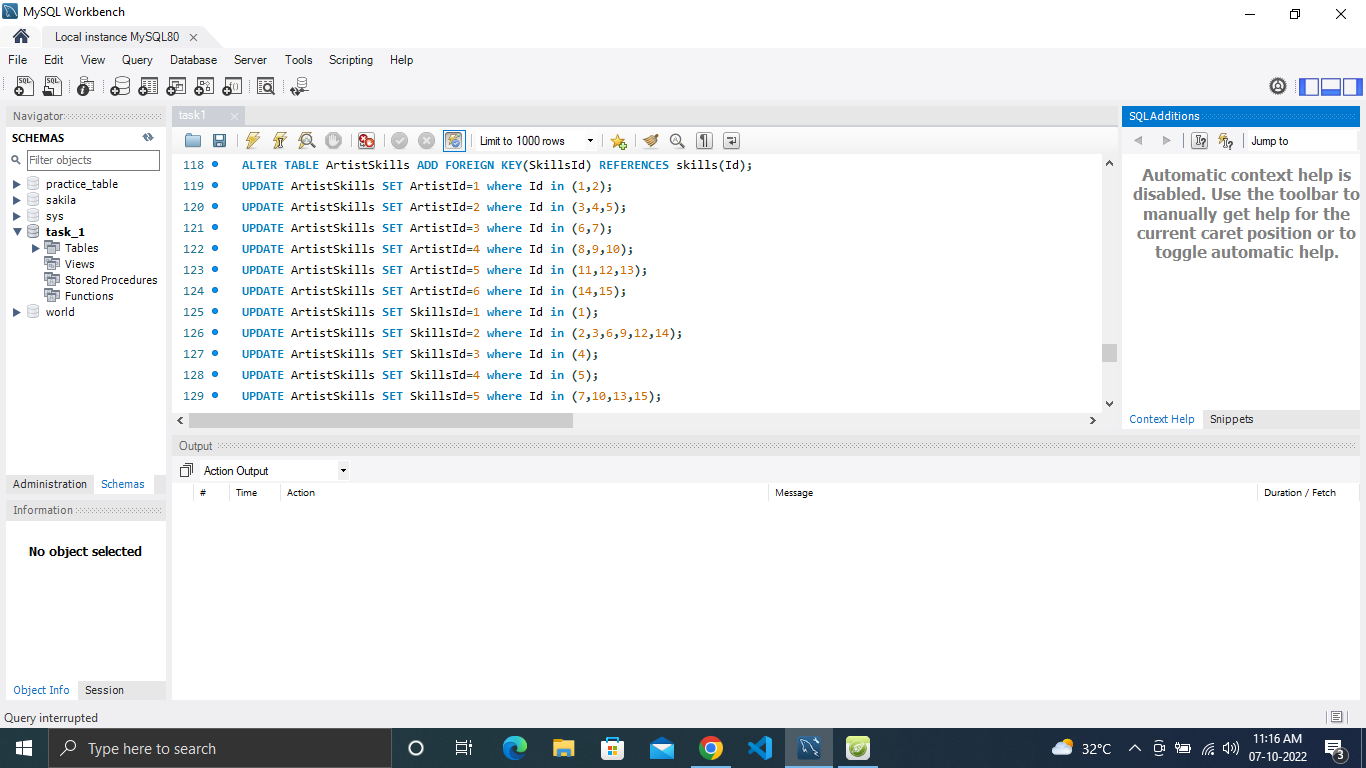 MySQL Workbench
Local instance MySQL80
File Edit View Query Database Server Tools Scripting Help
Navigator
SCHEMAS
Filter objects
practice_table
sakila
sys
task_1
Tables
Views
Stored Procedures
Functions
world
Administration Schemas
Information
No object selected
Object Info Session
task1
Limit to 1000 rows
118 ALTER TABLE ArtistSkills ADD FOREIGN KEY(SkillsId) REFERENCES skills(Id);
119 UPDATE ArtistSkills SET ArtistId=1 where Id in (1,2);
120 UPDATE ArtistSkills SET ArtistId=2 where Id in (3,4,5);
121 UPDATE ArtistSkills SET ArtistId=3 where Id in (6,7);
122 UPDATE ArtistSkills SET ArtistId=4 where Id in (8,9,10);
123 UPDATE ArtistSkills SET ArtistId=5 where Id in (11,12,13);
124 UPDATE ArtistSkills SET ArtistId=6 where Id in (14,15);
125 UPDATE ArtistSkills SET SkillsId=1 where Id in (1);
126 UPDATE ArtistSkills SET SkillsId=2 where Id in (2,3,6,9,12,14);
127 UPDATE ArtistSkills SET SkillsId=3 where Id in (4);
128 UPDATE ArtistSkills SET SkillsId=4 where Id in (5);
129 UPDATE ArtistSkills SET SkillsId=5 where Id in (7,10,13,15);
Output
Action Output
# Time Action Message Duration / Fetch
SQLAdditions
Jump to
Automatic context help is
disabled. Use the toolbar to
manually get help for the
current caret position or to
toggle automatic help.
Context Help Snippets
Query interrupted
Type here to search
32°C
11:16 AM
07-10-2022
3